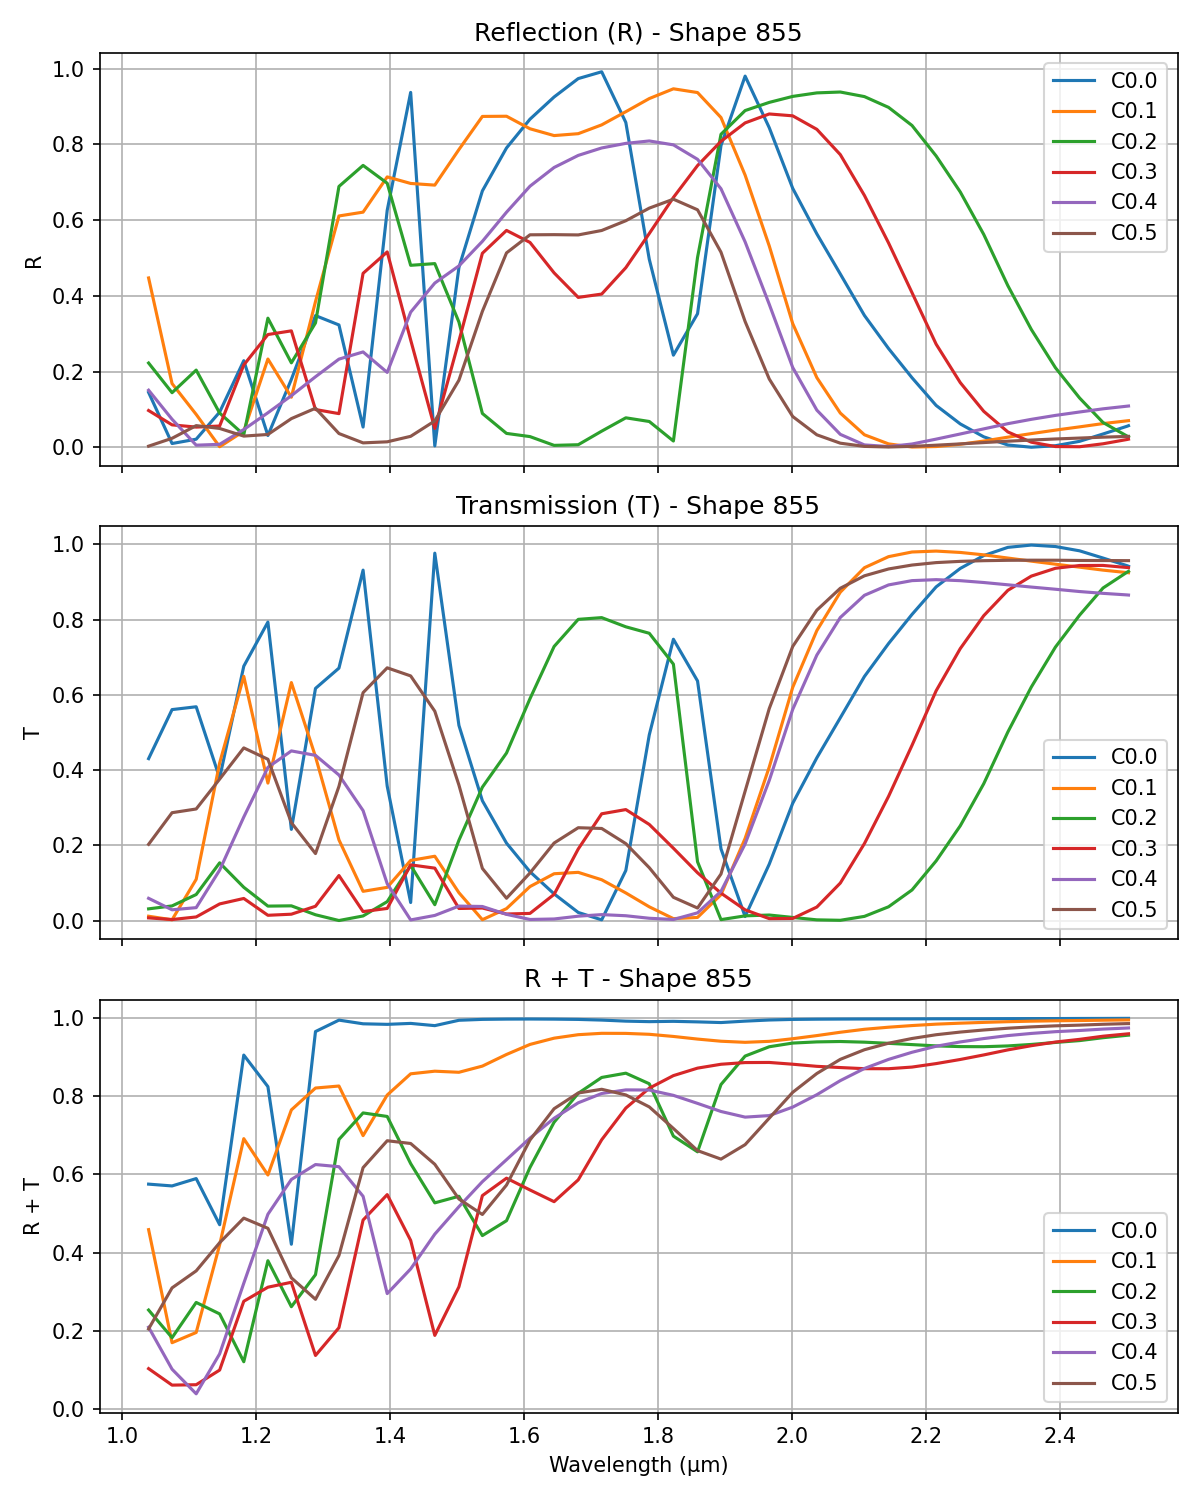 Reflection (R) - Shape 855
1.0
0.8
0.6
0.4
0.2
0.0
R
C0.0
C0.1
C0.2
C0.3
C0.4
C0.5
Transmission (T) - Shape 855
1.0
0.8
0.6
0.4
0.2
0.0
T
C0.0
C0.1
C0.2
C0.3
C0.4
C0.5
R + T - Shape 855
1.0
0.8
0.6
0.4
0.2
0.0
R + T
C0.0
C0.1
C0.2
C0.3
C0.4
C0.5
1.0 1.2 1.4 1.6 1.8 2.0 2.2 2.4
Wavelength (μm)